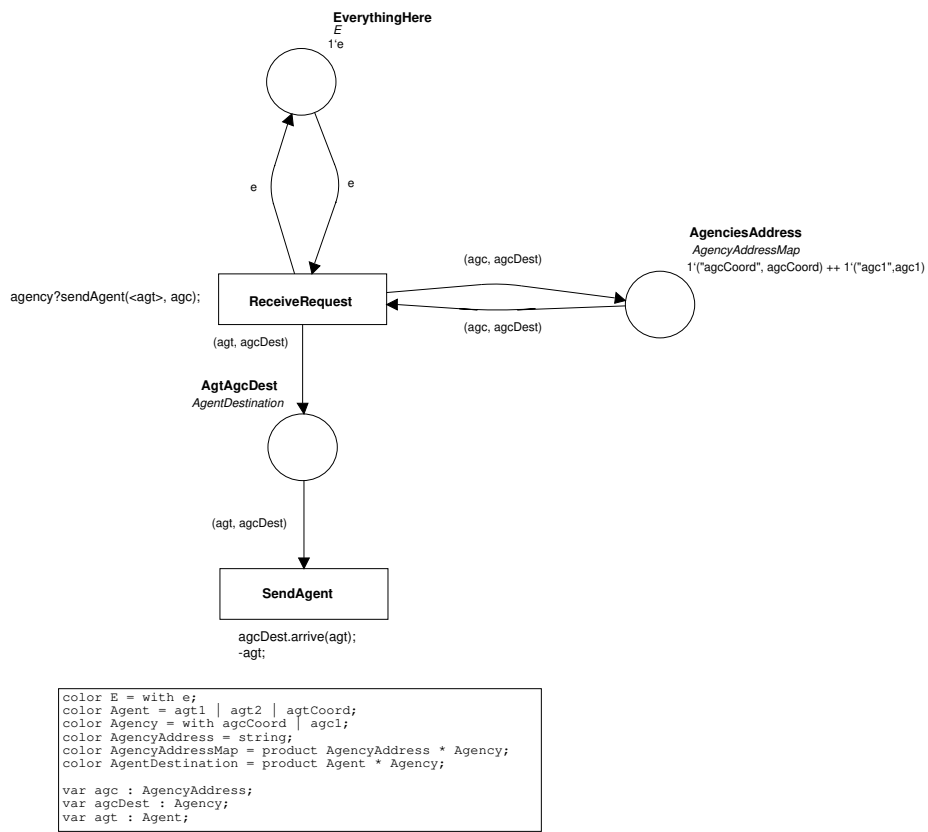 EverythingHere
E
1'e
e
e
AgenciesAddress
AgencyAddressMap
1'("agcCoord", agcCoord) ++ 1'("agc1",agc1)
(agc, agcDest)
agency?sendAgent(<agt>, agc);
ReceiveRequest
(agc, agcDest)
(agt, agcDest)
AgtAgcDest
AgentDestination
(agt, agcDest)
SendAgent
agcDest.arrive(agt);
-agt;
color E = with e;
color Agent = agt1 | agt2 | agtCoord;
color Agency = with agcCoord | agc1;
color AgencyAddress = string;
color AgencyAddressMap = product AgencyAddress * Agency;
color AgentDestination = product Agent * Agency;
var agc : AgencyAddress;
var agcDest : Agency;
var agt : Agent;